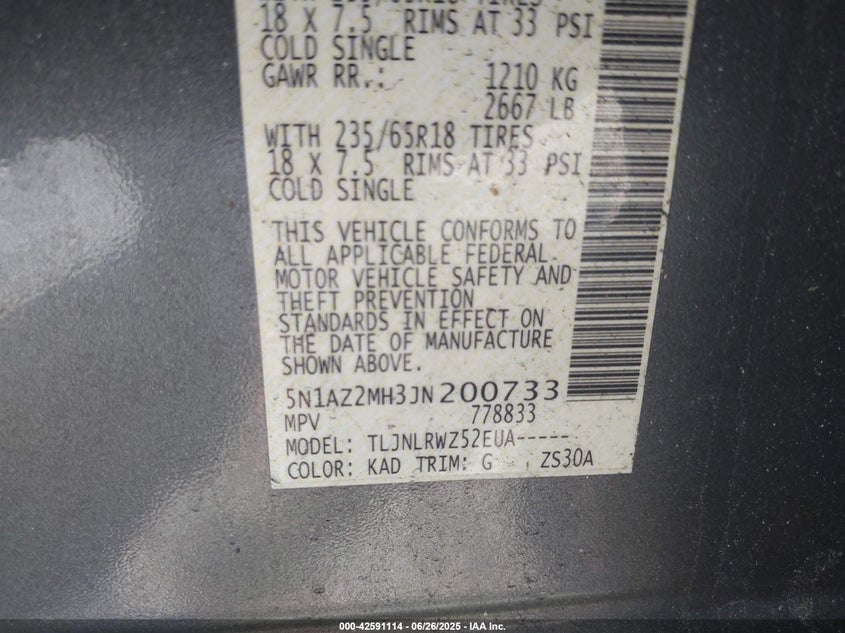 18 X 7.5 RIMS AT 33 PSI
COLD SINGLE
GAWR RR.: 1210 KG
2667 LB
WITH 235/65R18 TIRES
18 X 7.5 RIMS AT 33 PSI
COLD SINGLE
THIS VEHICLE CONFORMS TO
ALL APPLICABLE FEDERAL
MOTOR VEHICLE SAFETY AND
THEFT PREVENTION
STANDARDS IN EFFECT ON
THE DATE OF MANUFACTURE
SHOWN ABOVE.
5N1AZ2MH3JN200733
MPV 778833
MODEL: TLJNLRWZ52EUA-----
COLOR: KAD TRIM: G ZS30A
000-42591114 - 06/26/2025 - IAA Inc.